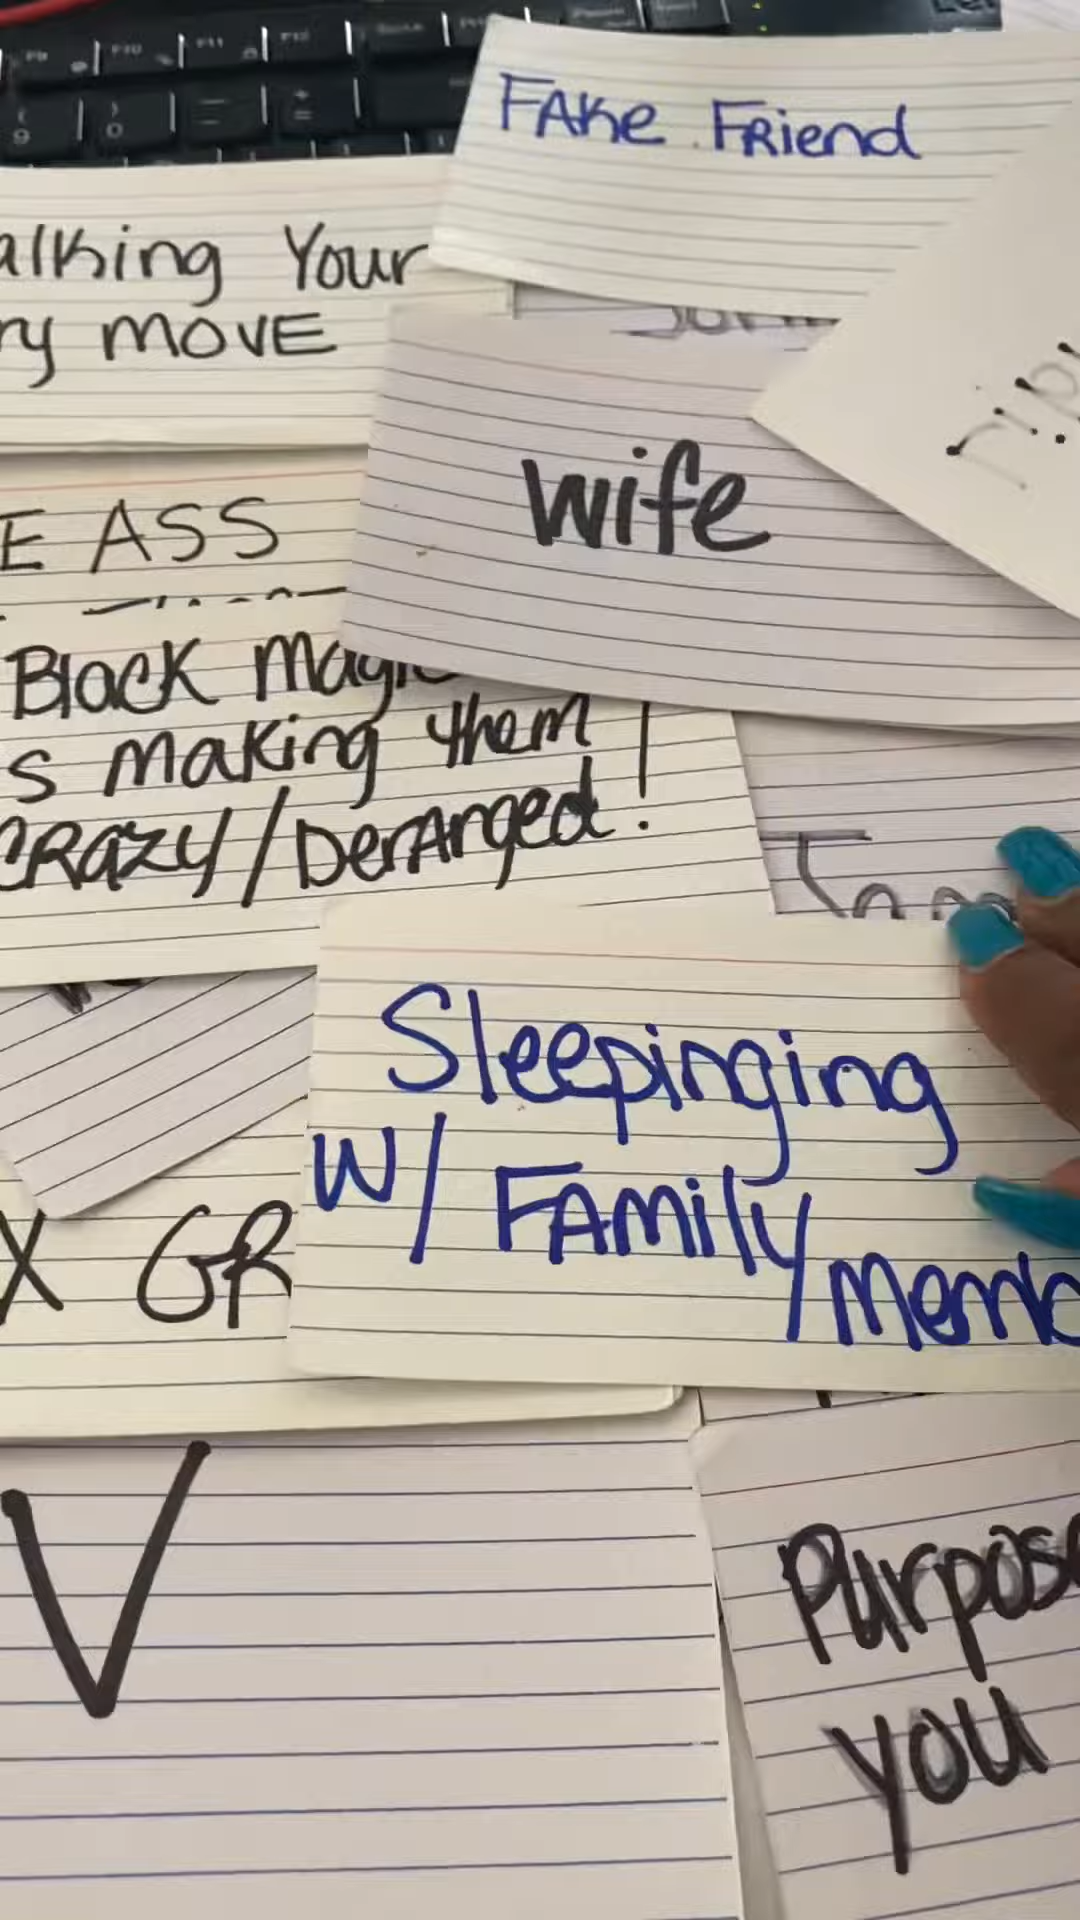 FAKe FRiend
alking Your
ry MOVE
wife
E ASS
Black Magic
s making them
CRAZY/DerAnged!
Sleepinging
W/ FAMily
Memb
X GR
V
Purpose
you